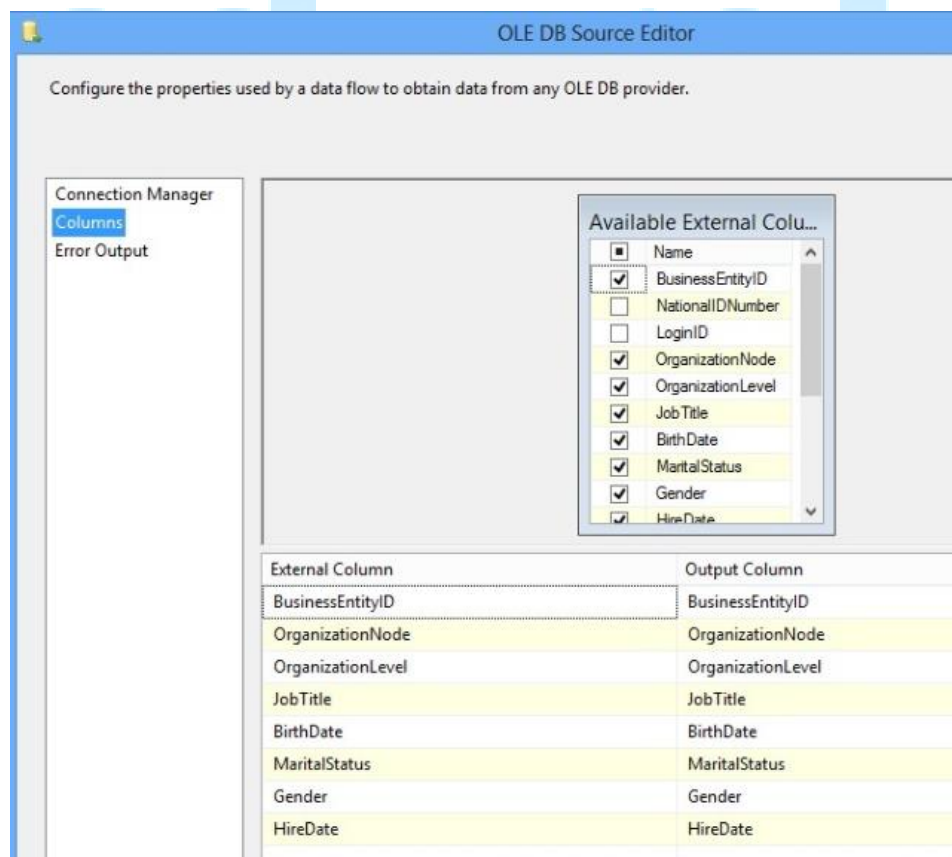 OLE DB Source Editor
Configure the properties used by a data flow to obtain data from any OLE DB provider.
Connection Manager
Columns
Error Output
Available External Colu...
Name
BusinessEntityID
NationalIDNumber
LoginID
OrganizationNode
OrganizationLevel
JobTitle
BirthDate
MaritalStatus
Gender
HireDate
External Column Output Column
BusinessEntityID BusinessEntityID
OrganizationNode OrganizationNode
OrganizationLevel OrganizationLevel
JobTitle JobTitle
BirthDate BirthDate
MaritalStatus MaritalStatus
Gender Gender
HireDate HireDate